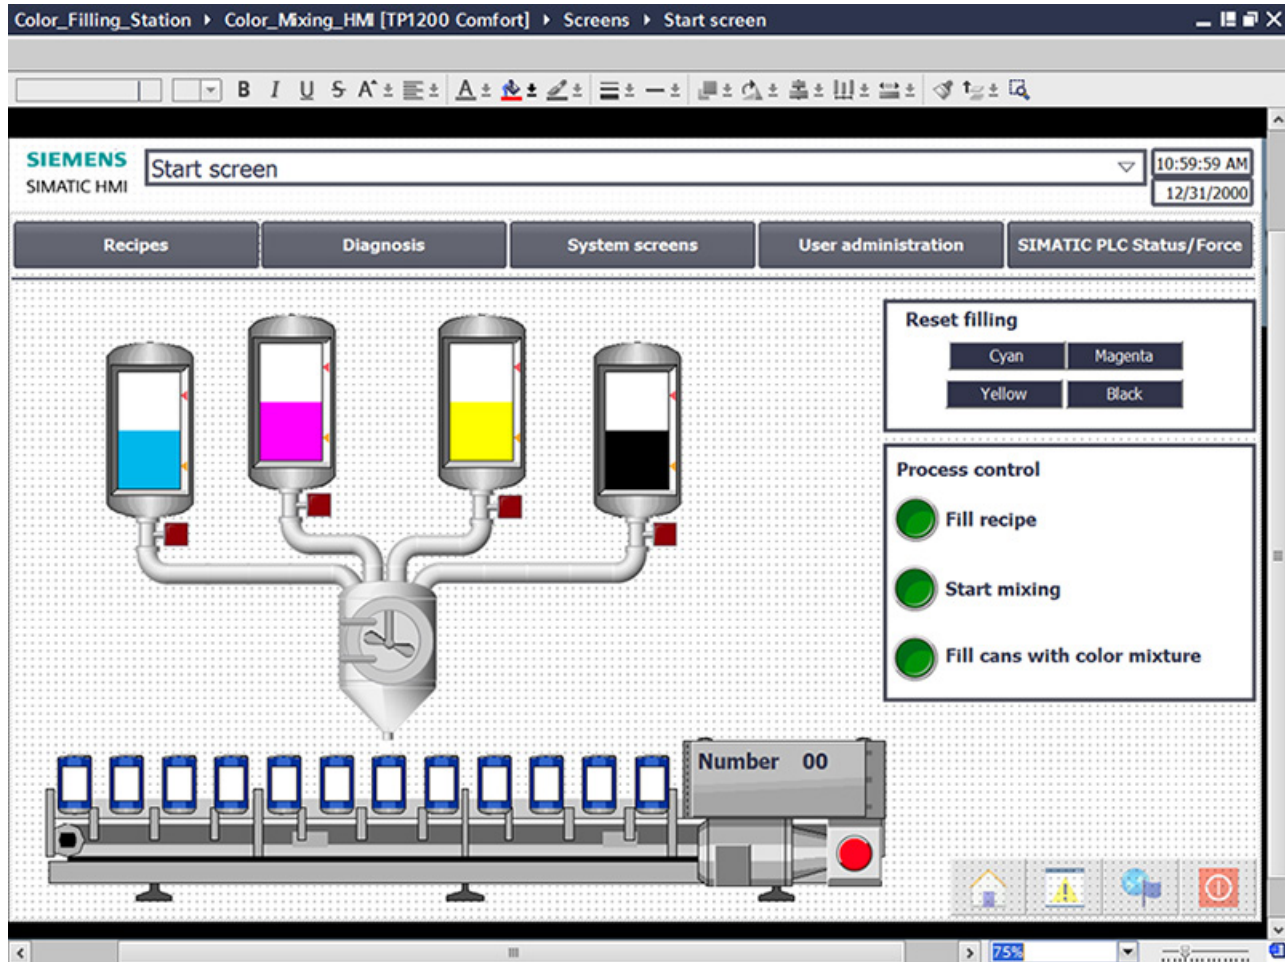 Color_Filling_Station ▸ Color_Mixing_HMI [TP1200 Comfort] ▸ Screens ▸ Start screen
B I U S A A
SIEMENS
SIMATIC HMI
Start screen
10:59:59 AM
12/31/2000
Recipes
Diagnosis
System screens
User administration
SIMATIC PLC Status/Force
Reset filling
Cyan
Magenta
Yellow
Black
Process control
Fill recipe
Start mixing
Fill cans with color mixture
Number 00
75%